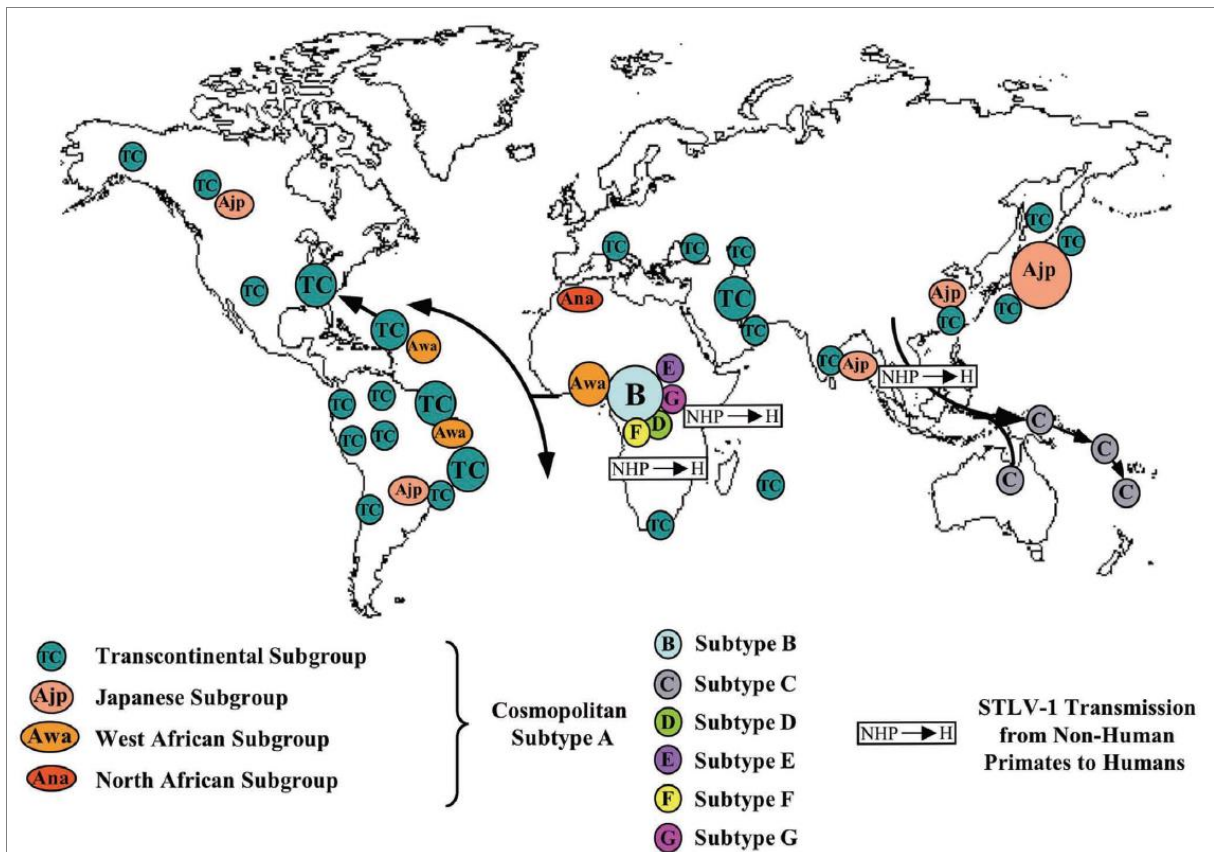 TC
TC
Ajp
TC
TC
TC
Awa
TC
TC
TC
Awa
TC
TC
TC
Ajp
TC
TC
TC
TC
TC
Ana
TC
TC
Awa
B
E
G
D
F
NHP → H
NHP → H
TC
TC
TC
TC
Ajp
Ajp
TC
TC
TC
Ajp
NHP → H
C
C
C
C
TC Transcontinental Subgroup
Ajp Japanese Subgroup
Awa West African Subgroup
Ana North African Subgroup
Cosmopolitan
Subtype A
B Subtype B
C Subtype C
D Subtype D
E Subtype E
F Subtype F
G Subtype G
NHP → H
STLV-1 Transmission
from Non-Human
Primates to Humans